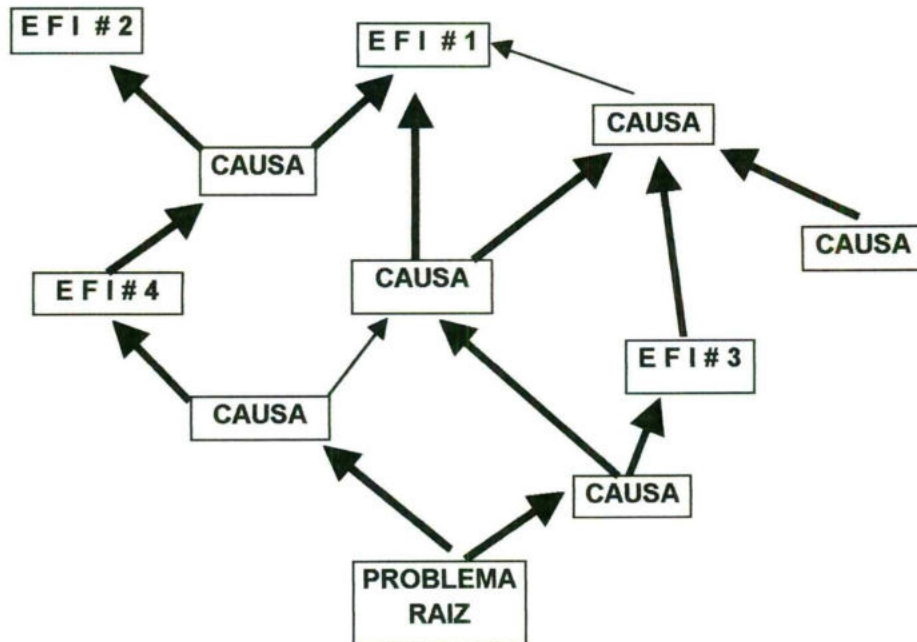 E F I # 2
E F I # 1
CAUSA
CAUSA
CAUSA
E F I # 4
CAUSA
E F I # 3
CAUSA
CAUSA
PROBLEMA
RAIZ